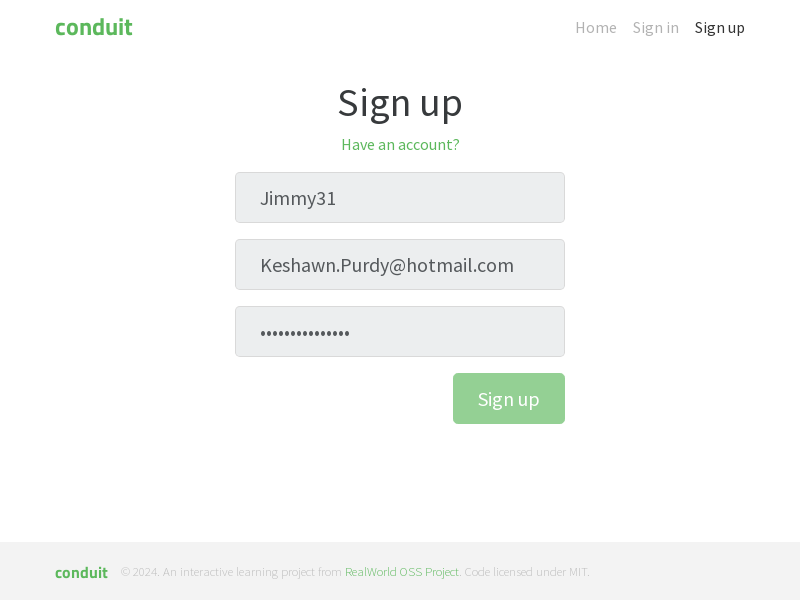 conduit
Home Sign in Sign up
Sign up
Have an account?
Jimmy31
Keshawn.Purdy@hotmail.com
•••••••••••••••
Sign up
conduit © 2024. An interactive learning project from RealWorld OSS Project. Code licensed under MIT.